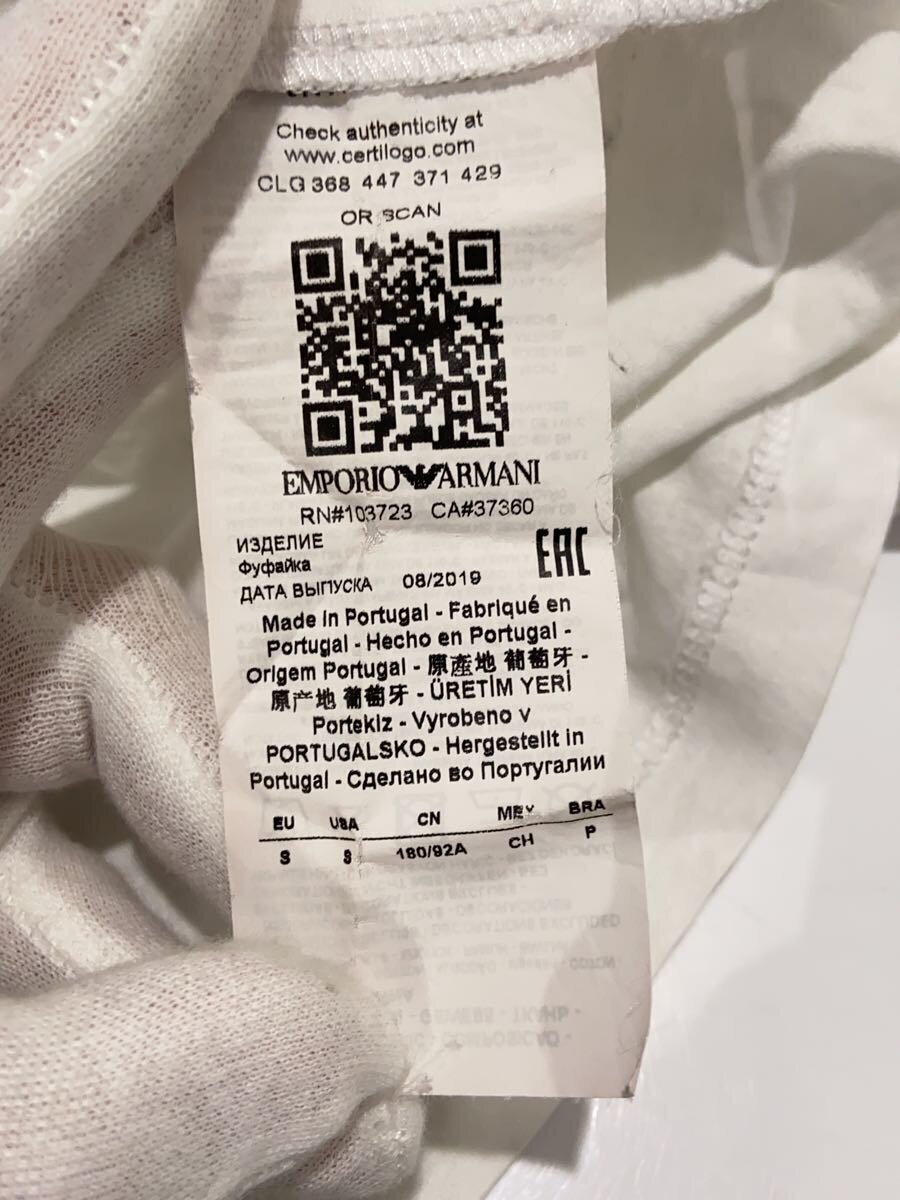 Check authenticity at
www.certilogo.com
CLG 368 447 371 429
OR SCAN
EMPORIO ARMANI
RN#103723 CA#37360
ИЗДЕЛИЕ
Фуфайка
ДАТА ВЫПУСКА 08/2019
EAC
Made in Portugal - Fabriqué en
Portugal - Hecho en Portugal -
Origem Portugal - 原產地 葡萄牙 -
原产地 葡萄牙 - ÜRETİM YERİ
Portekiz - Vyrobeno v
PORTUGALSKO - Hergestellt in
Portugal - Сделано во Португалии
EU USA CN MEX BRA
S S 180/92A CH P